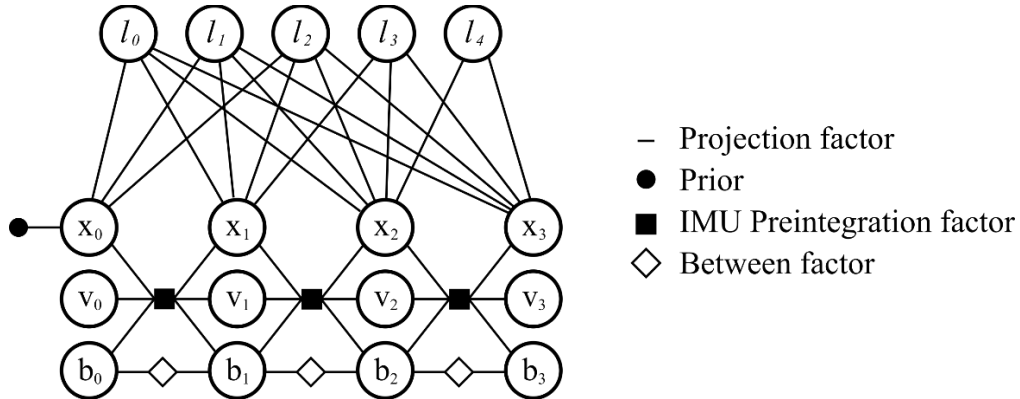 l₀ l₁ l₂ l₃ l₄
x₀ x₁ x₂ x₃
v₀ v₁ v₂ v₃
b₀ b₁ b₂ b₃
Projection factor
Prior
IMU Preintegration factor
Between factor